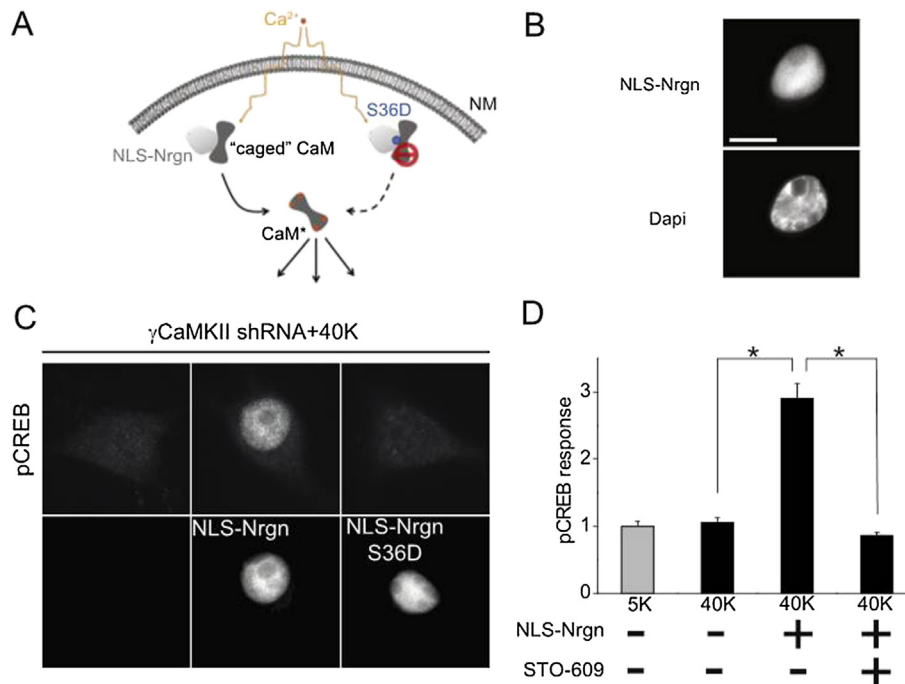 A
Ca²⁺
S36D
NM
NLS-Nrgn
"caged" CaM
CaM*
B
NLS-Nrgn
Dapi
C
γCaMKII shRNA+40K
pCREB
NLS-Nrgn
NLS-Nrgn
S36D
D
* *
3
2
1
0
pCREB response
5K 40K 40K 40K
NLS-Nrgn - - + +
STO-609 - - - +